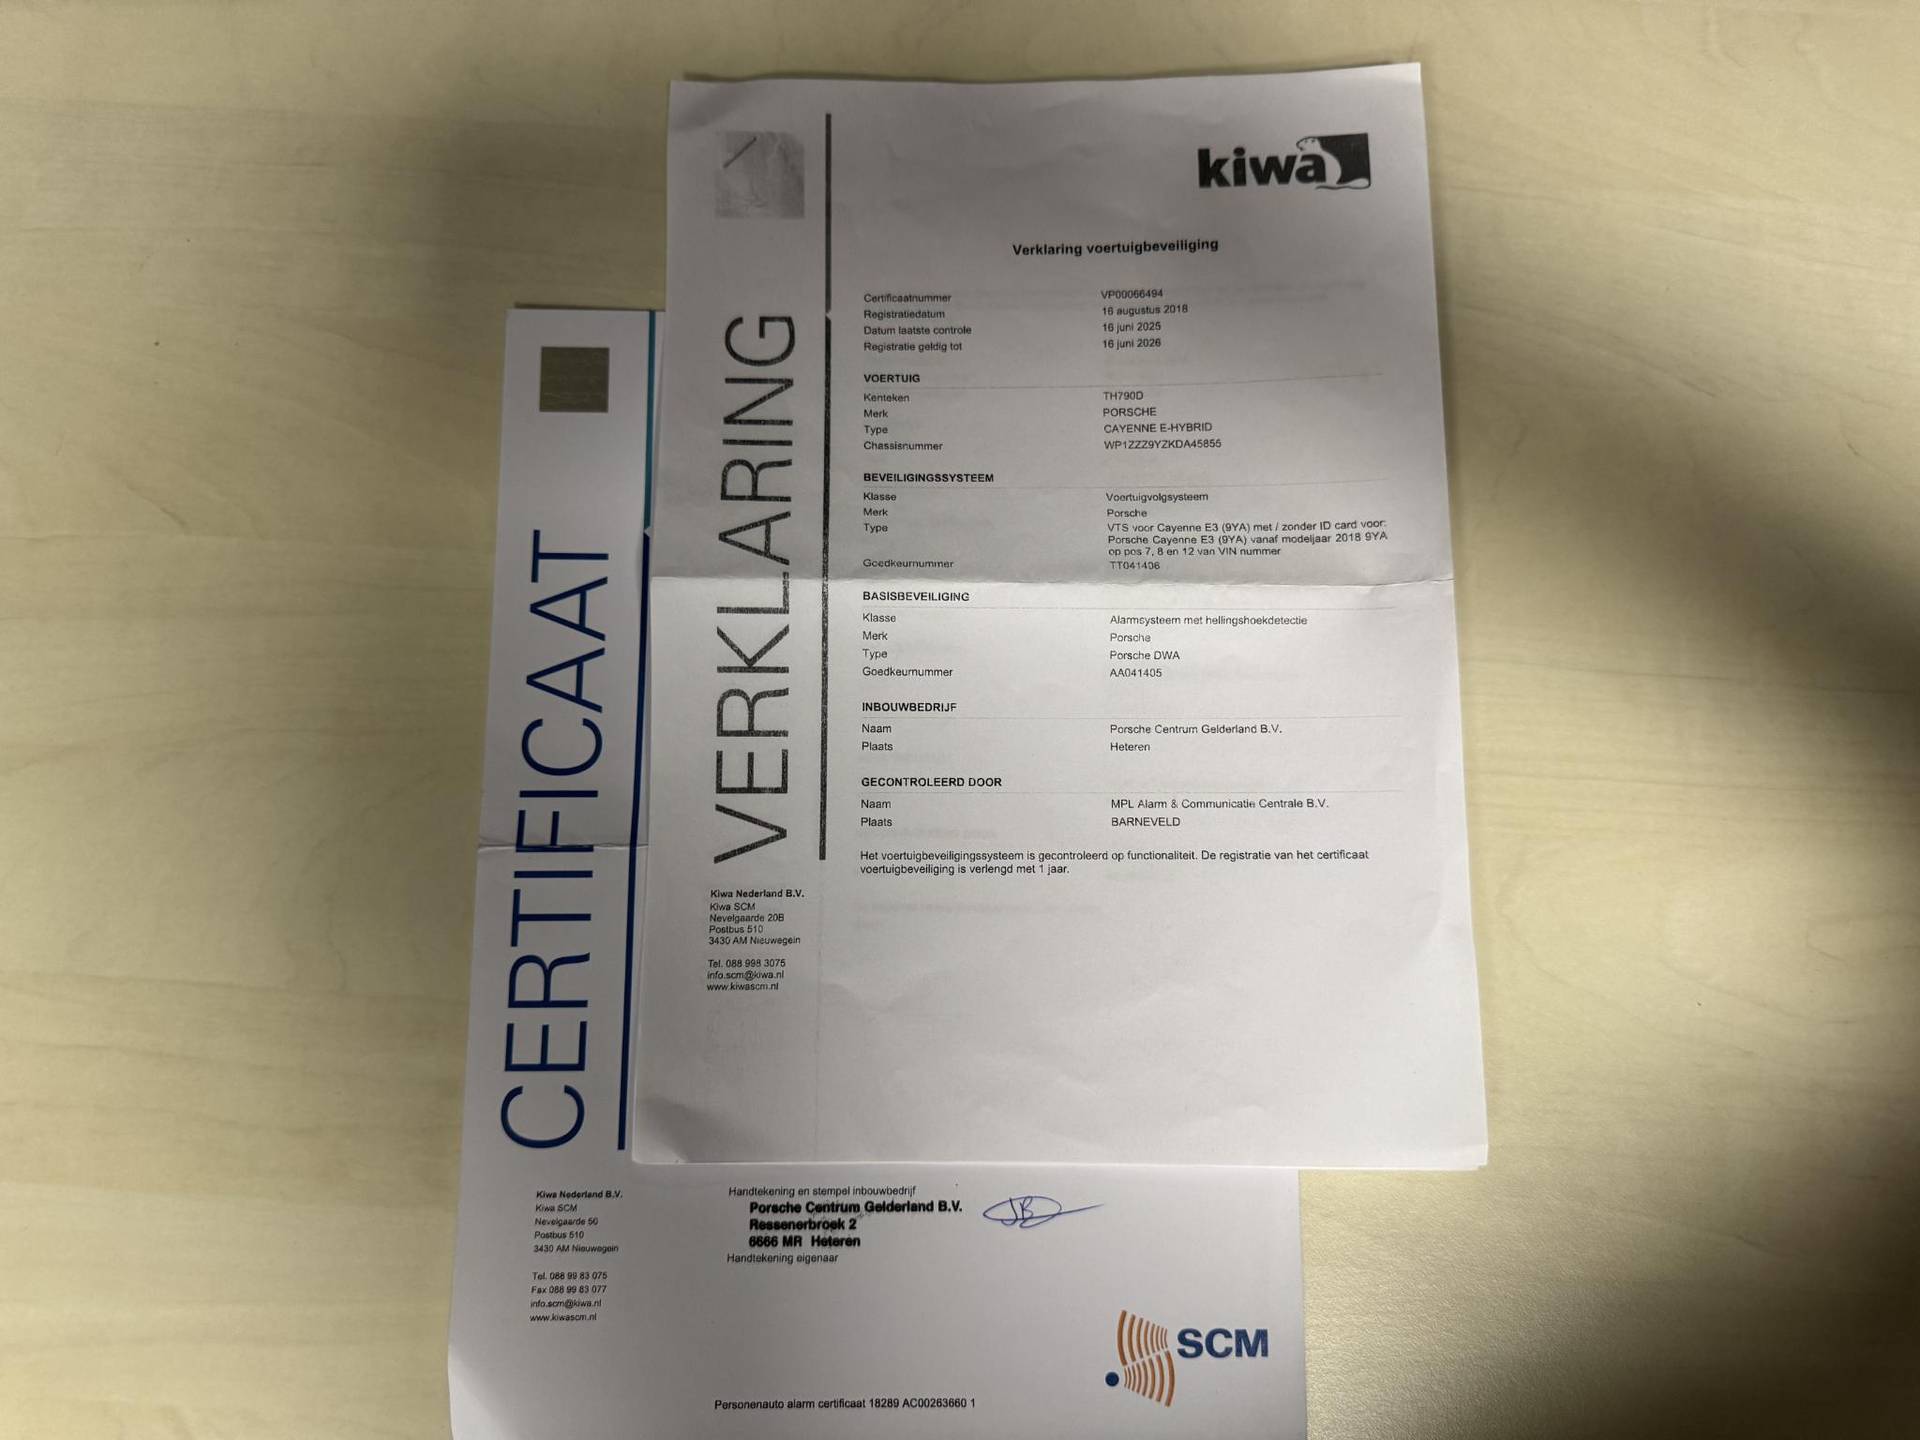 kiwa
Verklaring voertuigbeveiliging
Certificaatnummer VP00066494
Registratiedatum 16 augustus 2018
Datum laatste controle 16 juni 2025
Registratie geldig tot 16 juni 2026
VOERTUIG
Kenteken TH790D
Merk PORSCHE
Type CAYENNE E-HYBRID
Chassisnummer WP1ZZZ9YZKDA45855
BEVEILIGINGSSYSTEEM
Klasse Voertuigvolgsysteem
Merk Porsche
Type VTS voor Cayenne E3 (9YA) met / zonder ID card voor:
Porsche Cayenne E3 (9YA) vanaf modeljaar 2018 9YA
op pos 7, 8 en 12 van VIN nummer
Goedkeurnummer TT041406
BASISBEVEILIGING
Klasse Alarmsysteem met hellingshoekdetectie
Merk Porsche
Type Porsche DWA
Goedkeurnummer AA041405
INBOUWBEDRIJF
Naam Porsche Centrum Gelderland B.V.
Plaats Heteren
GECONTROLEERD DOOR
Naam MPL Alarm & Communicatie Centrale B.V.
Plaats BARNEVELD
Het voertuigbeveiligingssysteem is gecontroleerd op functionaliteit. De registratie van het certificaat
voertuigbeveiliging is verlengd met 1 jaar.
VERKLARING
Kiwa Nederland B.V.
Kiwa SCM
Nevelgaarde 20B
Postbus 510
3430 AM Nieuwegein
Tel. 088 998 3075
info.scm@kiwa.nl
www.kiwascm.nl
CERTIFICAAT
Kiwa Nederland B.V.
Kiwa SCM
Nevelgaarde 50
Postbus 510
3430 AM Nieuwegein
Tel. 088 99 83 075
Fax 088 99 83 077
info.scm@kiwa.nl
www.kiwascm.nl
Handtekening en stempel inbouwbedrijf
Porsche Centrum Gelderland B.V.
Ressenerbroek 2
6666 MR Heteren
Handtekening eigenaar
SCM
Personenauto alarm certificaat 18289 AC00263660 1